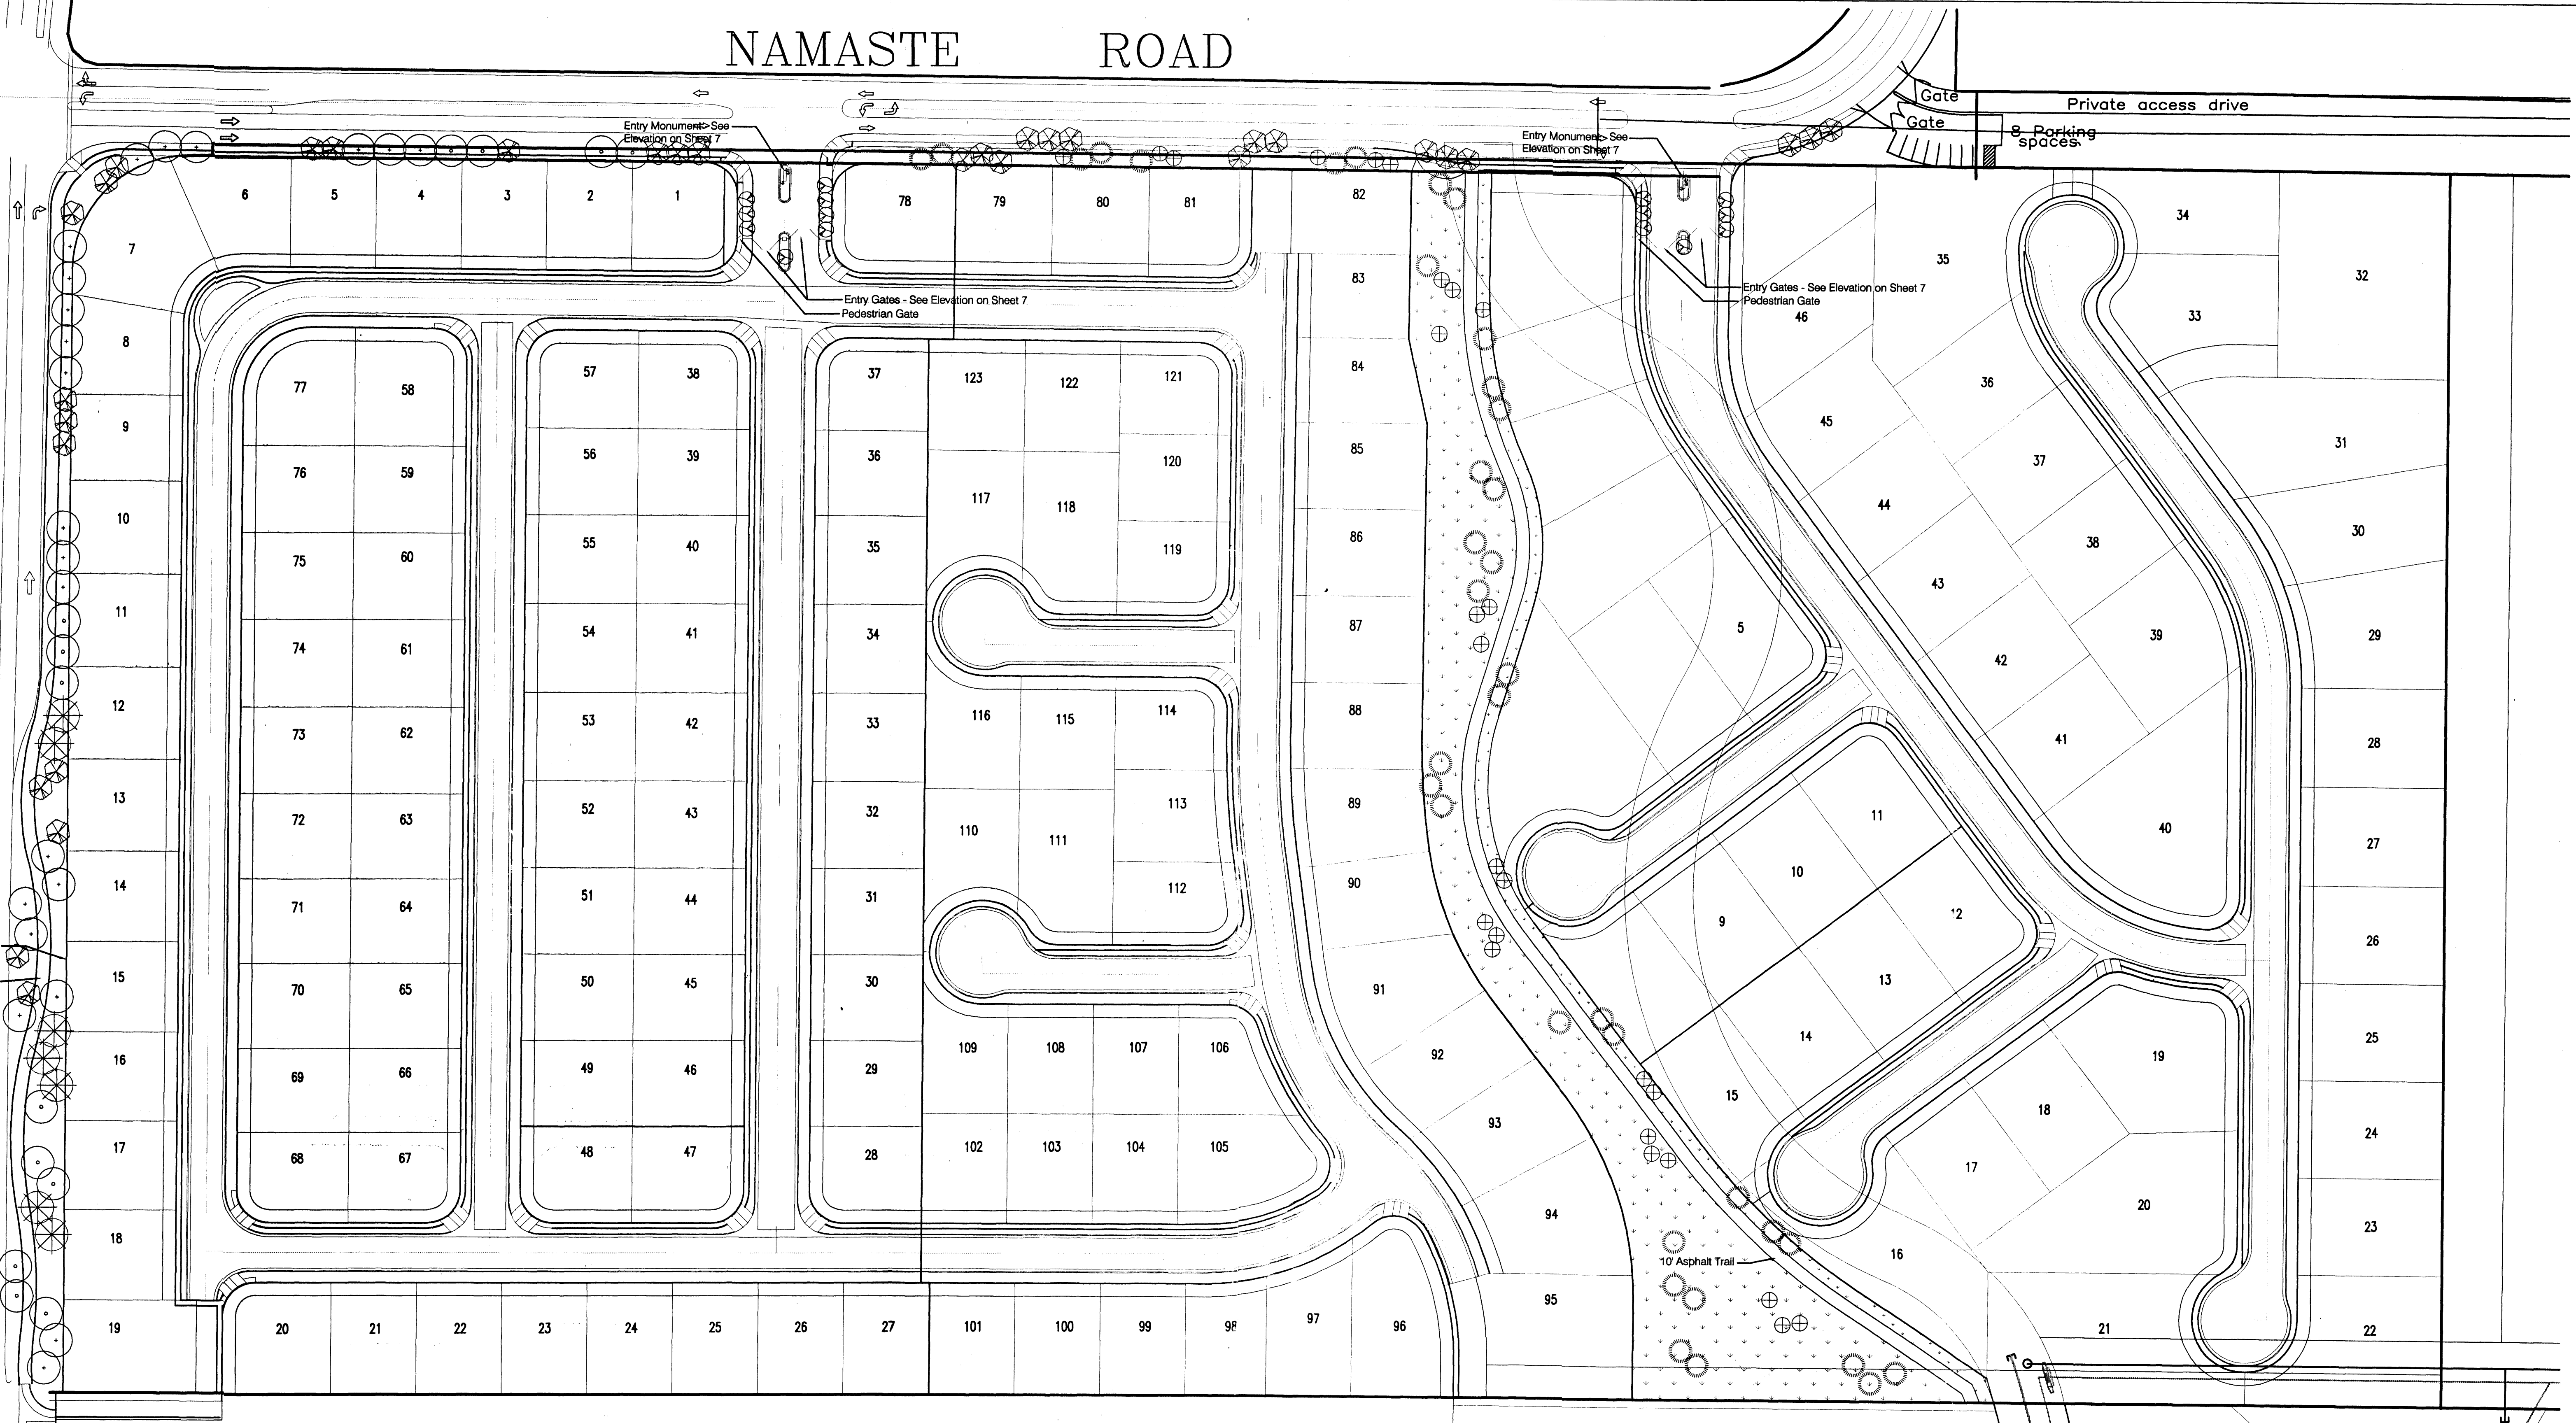 NAMASTE ROAD
Gate
Private access drive
Gate
8 Parking
spaces
Entry Monument - See
Elevation on Sheet 7
Entry Monument - See
Elevation on Sheet 7
6 5 4 3 2 1
78 79 80 81 82
34
7
35
32
83
Entry Gates - See Elevation on Sheet 7
Pedestrian Gate
Entry Gates - See Elevation on Sheet 7
Pedestrian Gate
46
33
8
84
77 58 57 38 37 123 122 121
36
9
45
31
76 59 56 39 36 120
85
37
117 118
44
10
86
30
75 60 55 40 35 119
38
43
11
87
5
39
29
74 61 54 41 34
42
12
88
116 115 114
73 62 53 42 33
41
28
13
89
113
72 63 52 43 32 110 111
11
40
27
14
90
112
71 64 51 44 31
10
9
12
26
15
91
70 65 50 45 30
13
16
92
109 108 107 106
69 66 49 46 29
14
19
25
15
18
17
93
24
68 67 48 47 28 102 103 104 105
17
20
18
94
23
16
10' Asphalt Trail
95
19 20 21 22 23 24 25 26 27 101 100 99 98 97 96
21 22